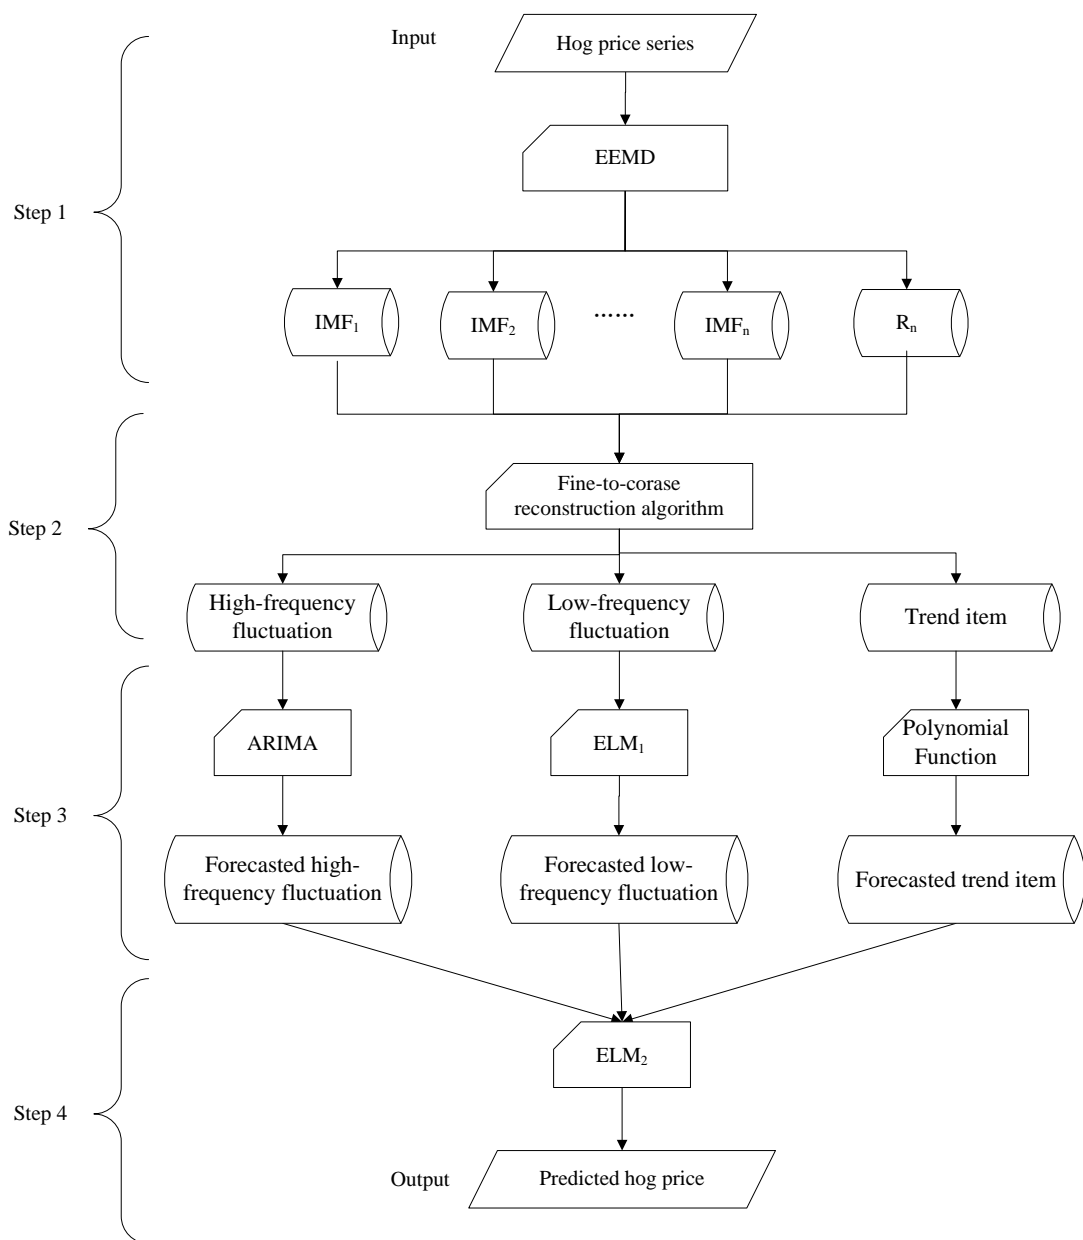 Input
Hog price series
EEMD
Step 1
IMF₁
IMF₂
......
IMFₙ
Rₙ
Fine-to-corase
reconstruction algorithm
Step 2
High-frequency
fluctuation
Low-frequency
fluctuation
Trend item
ARIMA
ELM₁
Polynomial
Function
Step 3
Forecasted high-
frequency fluctuation
Forecasted low-
frequency fluctuation
Forecasted trend item
ELM₂
Step 4
Output
Predicted hog price